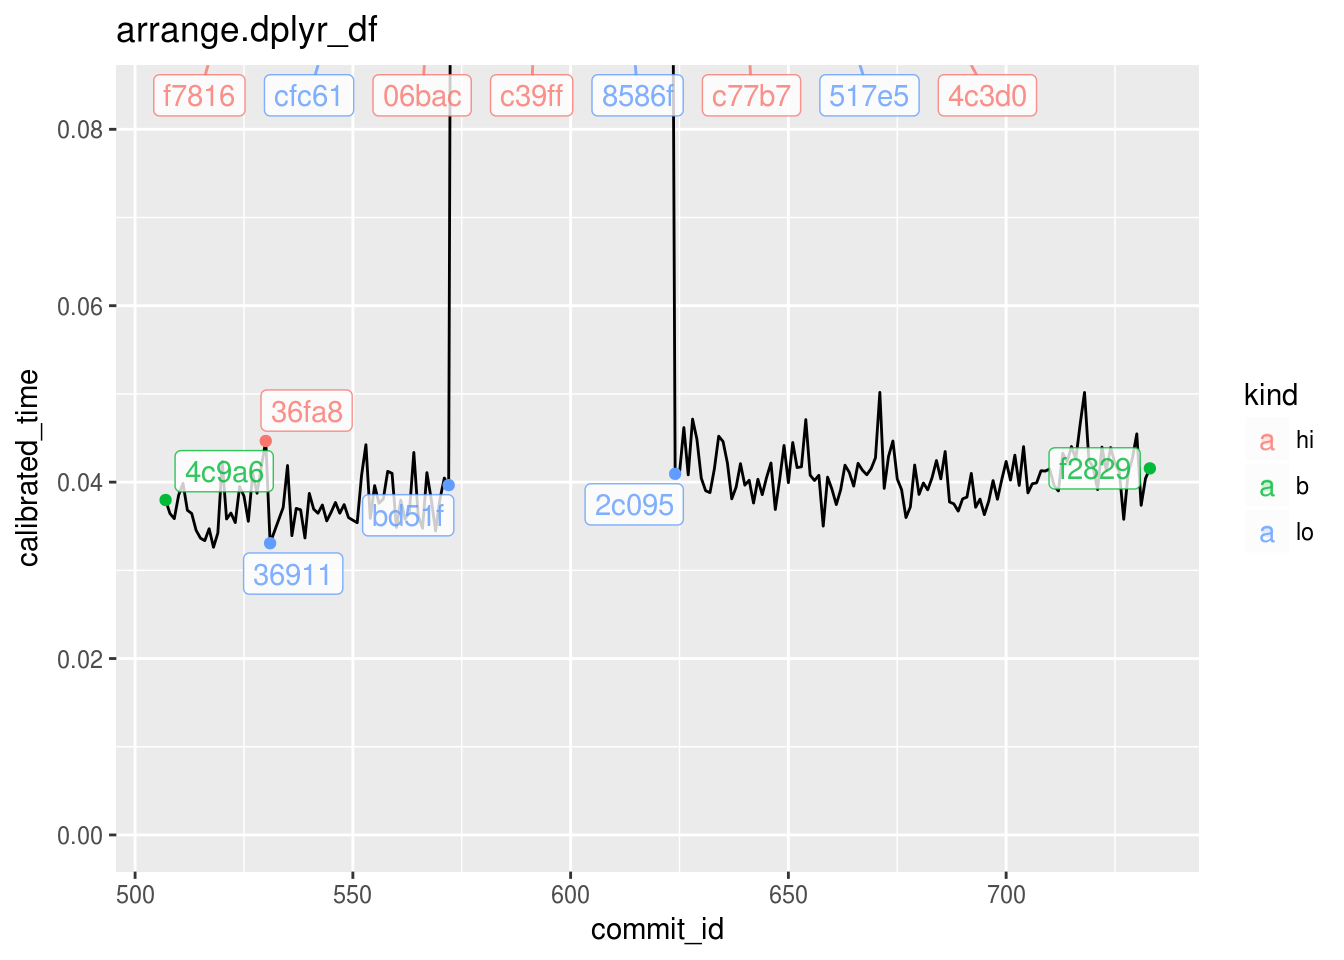 arrange.dplyr_df
f7816 cfc61 06bac c39ff 8586f c77b7 517e5 4c3d0
0.08
0.06
36fa8
4c9a6
f2829
0.04
bd51f
2c095
36911
0.02
0.00
500 550 600 650 700
commit_id
calibrated_time
kind
a hi
a b
a lo